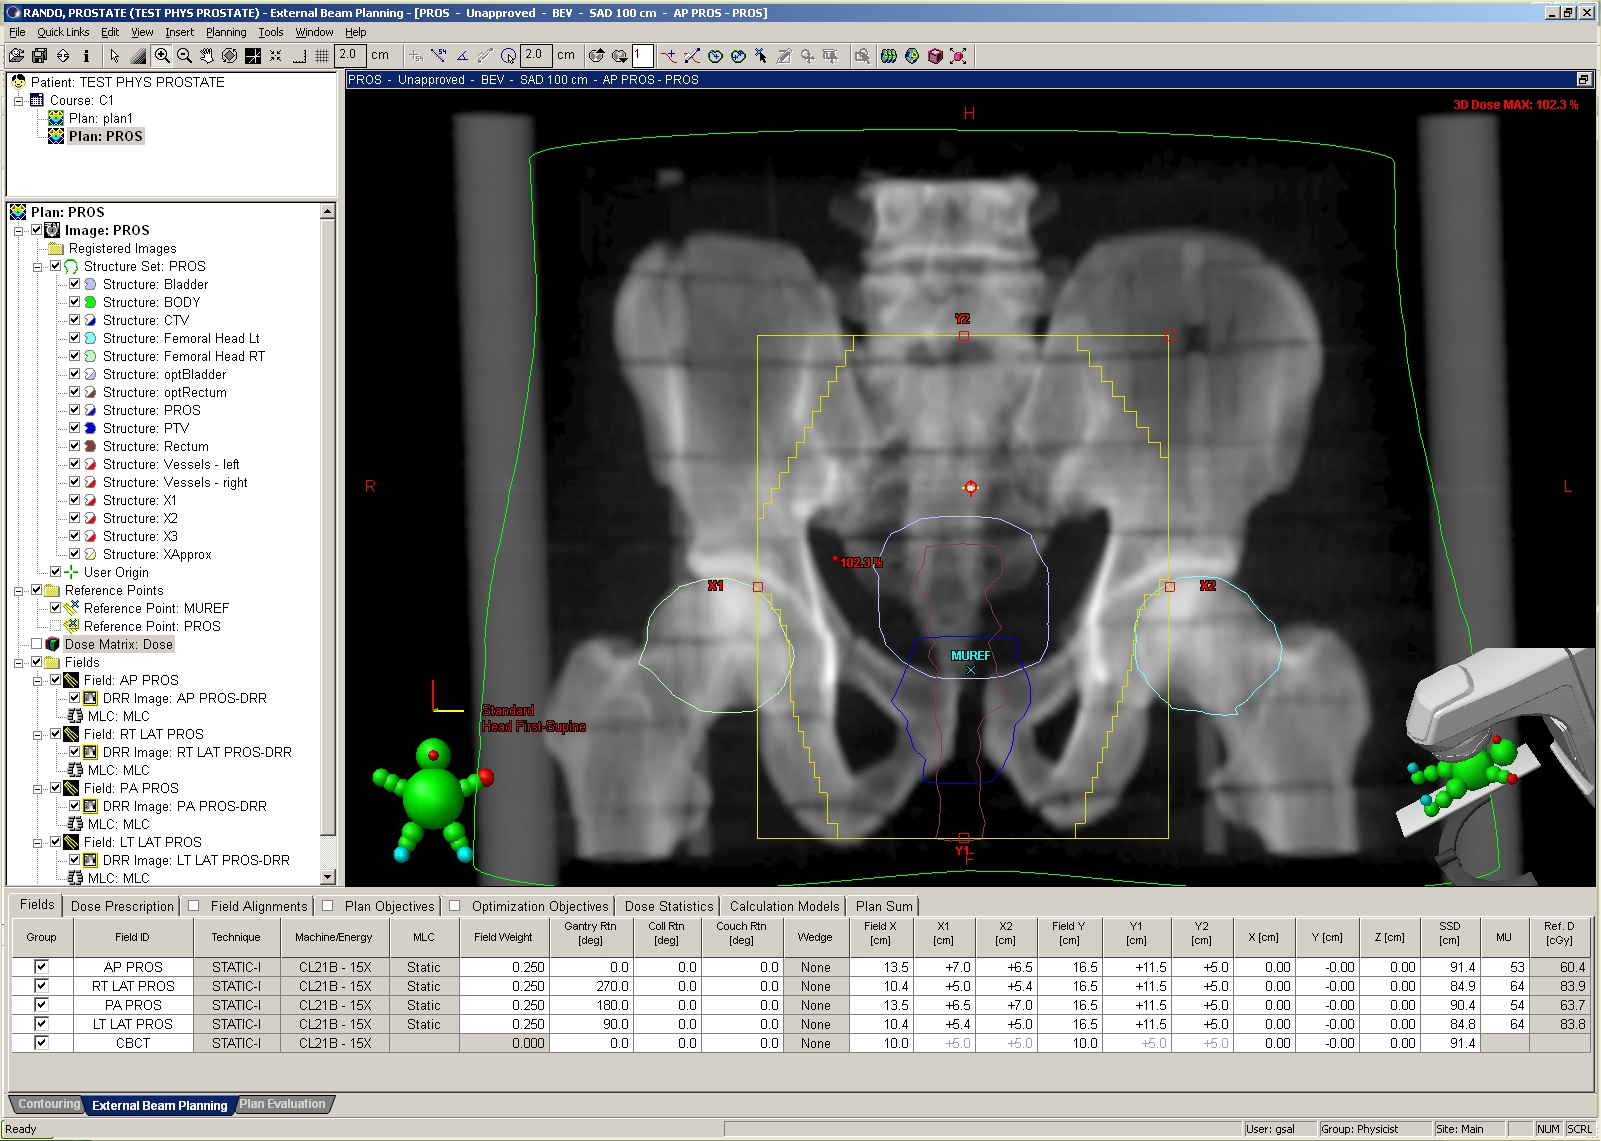 RANDO, PROSTATE (TEST PHYS PROSTATE) - External Beam Planning - [PROS - Unapproved - BEV - SAD 100 cm - AP PROS - PROS]
File Quick Links Edit View Insert Planning Tools Window Help
2.0 cm 2.0 cm 1
Patient: TEST PHYS PROSTATE
Course: C1
Plan: plan1
Plan: PROS
Plan: PROS
Image: PROS
Registered Images
Structure Set: PROS
Structure: Bladder
Structure: BODY
Structure: CTV
Structure: Femoral Head Lt
Structure: Femoral Head RT
Structure: optBladder
Structure: optRectum
Structure: PROS
Structure: PTV
Structure: Rectum
Structure: Vessels - left
Structure: Vessels - right
Structure: X1
Structure: X2
Structure: X3
Structure: XApprox
User Origin
Reference Points
Reference Point: MUREF
Reference Point: PROS
Dose Matrix: Dose
Fields
Field: AP PROS
DRR Image: AP PROS-DRR
MLC: MLC
Field: RT LAT PROS
DRR Image: RT LAT PROS-DRR
MLC: MLC
Field: PA PROS
DRR Image: PA PROS-DRR
MLC: MLC
Field: LT LAT PROS
DRR Image: LT LAT PROS-DRR
MLC: MLC
PROS - Unapproved - BEV - SAD 100 cm - AP PROS - PROS
3D Dose MAX: 102.3 %
H
Y2
R
L
102.3 %
X1
X2
MUREF
Standard
Head First-Supine
Y1
F
Fields Dose Prescription Field Alignments Plan Objectives Optimization Objectives Dose Statistics Calculation Models Plan Sum
Group Field ID Technique Machine/Energy MLC Field Weight Gantry Rtn [deg] Coll Rtn [deg] Couch Rtn [deg] Wedge Field X [cm] X1 [cm] X2 [cm] Field Y [cm] Y1 [cm] Y2 [cm] X [cm] Y [cm] Z [cm] SSD [cm] MU Ref. D [cGy]
AP PROS STATIC-I CL21B - 15X Static 0.250 0.0 0.0 0.0 None 13.5 +7.0 +6.5 16.5 +11.5 +5.0 0.00 -0.00 0.00 91.4 53 60.4
RT LAT PROS STATIC-I CL21B - 15X Static 0.250 270.0 0.0 0.0 None 10.4 +5.0 +5.4 16.5 +11.5 +5.0 0.00 -0.00 0.00 84.9 64 83.9
PA PROS STATIC-I CL21B - 15X Static 0.250 180.0 0.0 0.0 None 13.5 +6.5 +7.0 16.5 +11.5 +5.0 0.00 -0.00 0.00 90.4 54 63.7
LT LAT PROS STATIC-I CL21B - 15X Static 0.250 90.0 0.0 0.0 None 10.4 +5.4 +5.0 16.5 +11.5 +5.0 0.00 -0.00 0.00 84.8 64 83.8
CBCT STATIC-I CL21B - 15X 0.000 0.0 0.0 0.0 None 10.0 +5.0 +5.0 10.0 +5.0 +5.0 0.00 -0.00 0.00 91.4
Contouring External Beam Planning Plan Evaluation
Ready User: gsal Group: Physicist Site: Main NUM SCRL